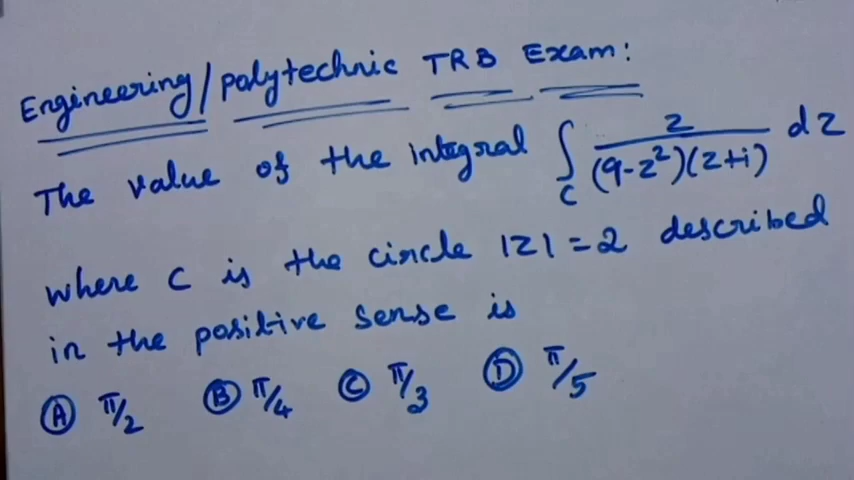 Engineering/polytechnic TRB Exam:
The value of the integral ∫_C z/((9-z²)(z+i)) dz
where C is the circle |z|=2 described
in the positive sense is
Ⓐ π/2 Ⓑ π/4 Ⓒ π/3 Ⓓ π/5